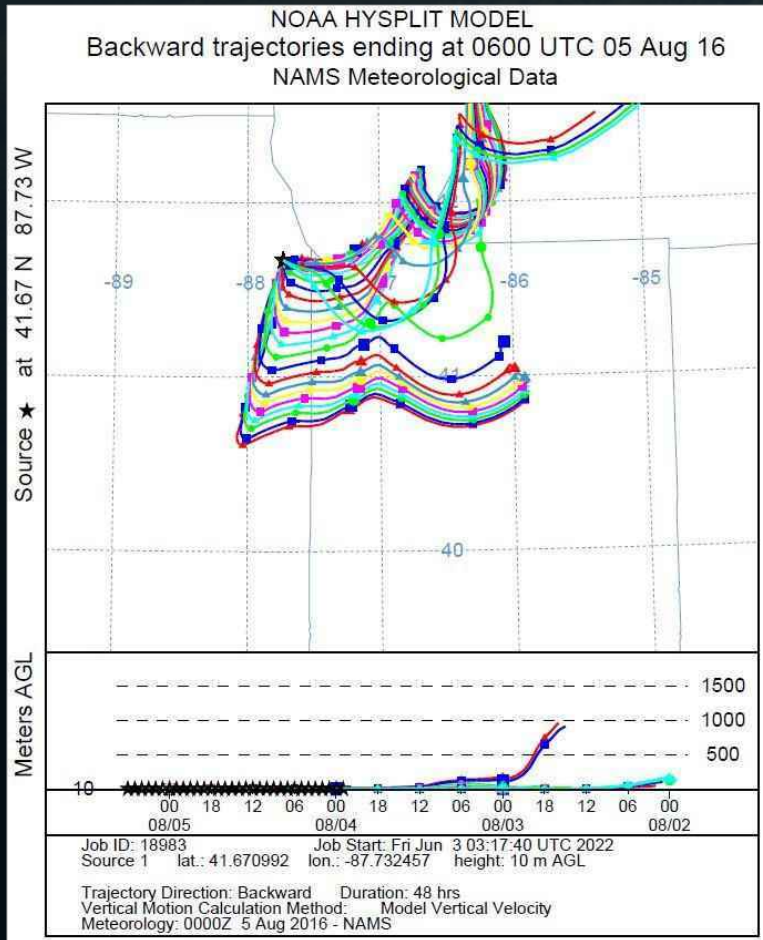 NOAA HYSPLIT MODEL
Backward trajectories ending at 0600 UTC 05 Aug 16
NAMS Meteorological Data
Source ★ at 41.67 N 87.73 W
-89
-88
-86
-85
40
Meters AGL
1500
1000
500
10
00 18 12 06 00 18 12 06 00 18 12 06 00
08/05 08/04 08/03 08/02
Job ID: 18983 Job Start: Fri Jun 3 03:17:40 UTC 2022
Source 1 lat.: 41.670992 lon.: -87.732457 height: 10 m AGL
Trajectory Direction: Backward Duration: 48 hrs
Vertical Motion Calculation Method: Model Vertical Velocity
Meteorology: 0000Z 5 Aug 2016 - NAMS